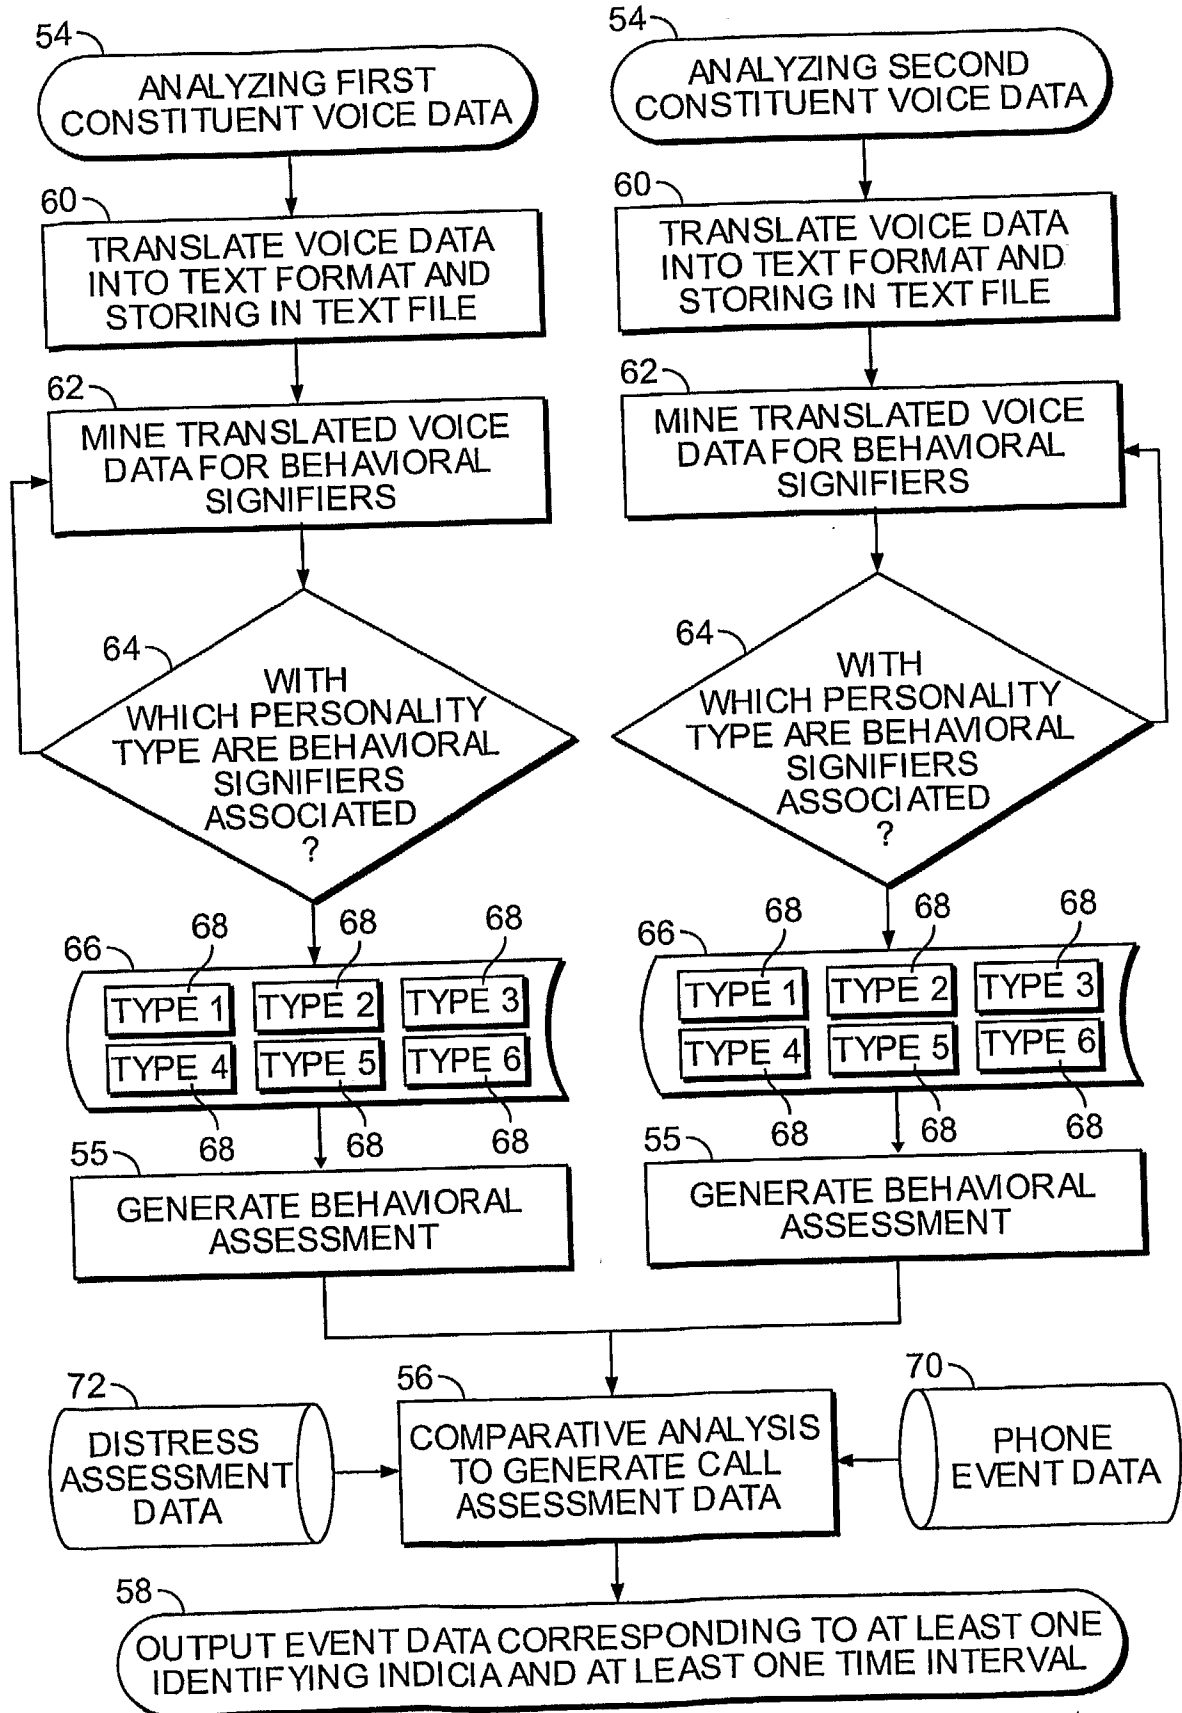 54
ANALYZING FIRST
CONSTITUENT VOICE DATA
60
TRANSLATE VOICE DATA
INTO TEXT FORMAT AND
STORING IN TEXT FILE
62
MINE TRANSLATED VOICE
DATA FOR BEHAVIORAL
SIGNIFIERS
64
WITH
WHICH PERSONALITY
TYPE ARE BEHAVIORAL
SIGNIFIERS
ASSOCIATED
?
66
68
68
68
TYPE 1
TYPE 2
TYPE 3
TYPE 4
TYPE 5
TYPE 6
68
68
68
55
GENERATE BEHAVIORAL
ASSESSMENT
54
ANALYZING SECOND
CONSTITUENT VOICE DATA
60
TRANSLATE VOICE DATA
INTO TEXT FORMAT AND
STORING IN TEXT FILE
62
MINE TRANSLATED VOICE
DATA FOR BEHAVIORAL
SIGNIFIERS
64
WITH
WHICH PERSONALITY
TYPE ARE BEHAVIORAL
SIGNIFIERS
ASSOCIATED
?
66
68
68
68
TYPE 1
TYPE 2
TYPE 3
TYPE 4
TYPE 5
TYPE 6
68
68
68
55
GENERATE BEHAVIORAL
ASSESSMENT
72
DISTRESS
ASSESSMENT
DATA
56
COMPARATIVE ANALYSIS
TO GENERATE CALL
ASSESSMENT DATA
70
PHONE
EVENT DATA
58
OUTPUT EVENT DATA CORRESPONDING TO AT LEAST ONE
IDENTIFYING INDICIA AND AT LEAST ONE TIME INTERVAL